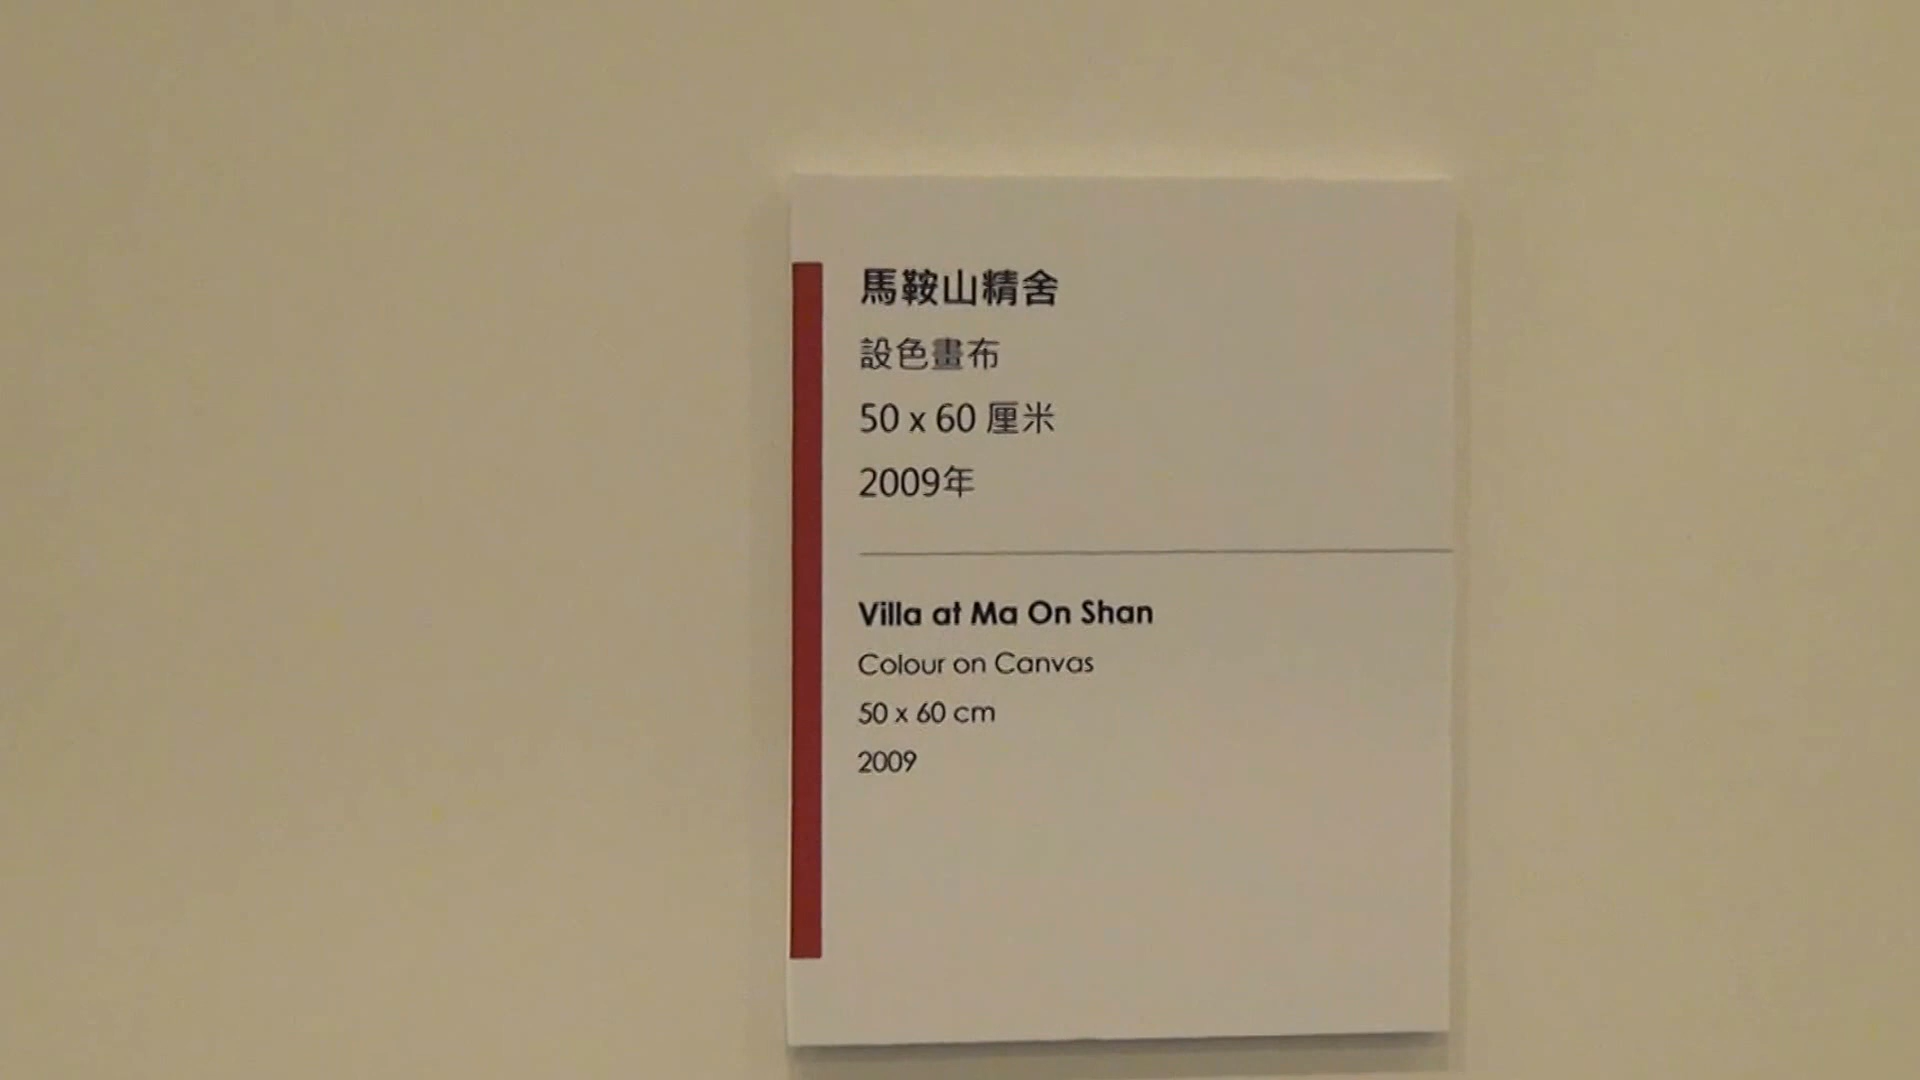 馬鞍山精舍
設色畫布
50 x 60 厘米
2009年
Villa at Ma On Shan
Colour on Canvas
50 x 60 cm
2009